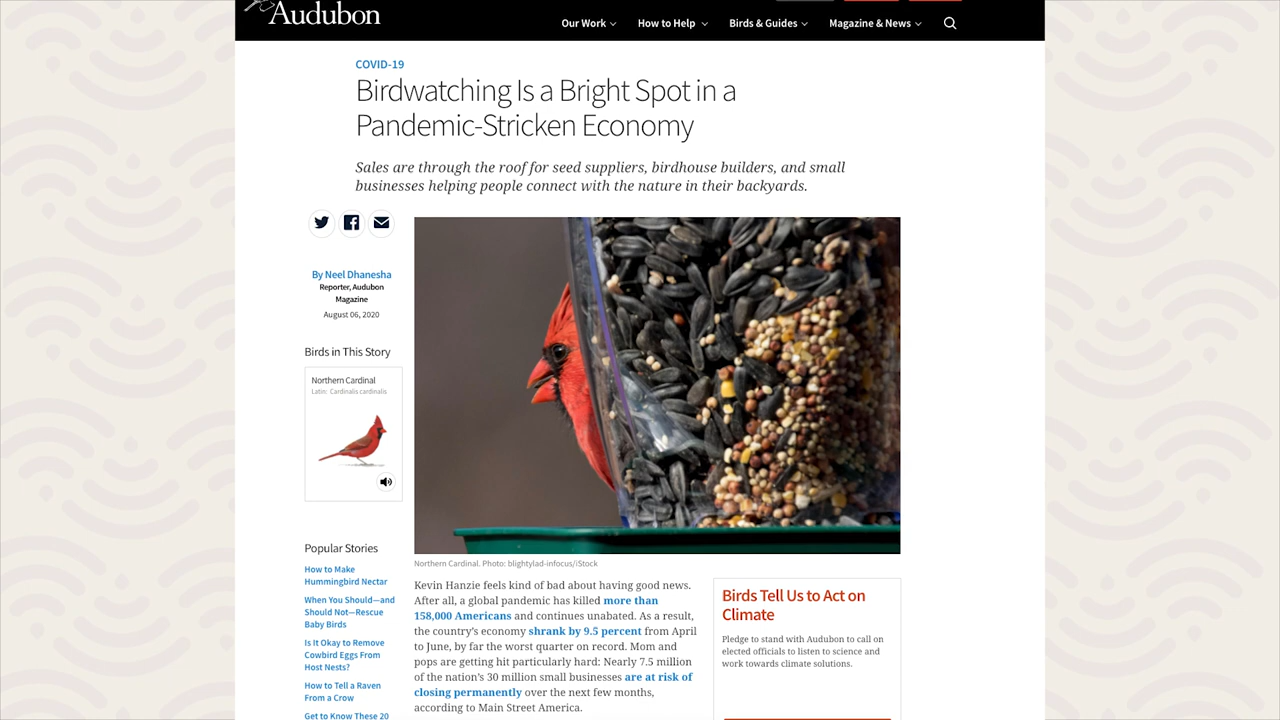 Audubon
Our Work
How to Help
Birds & Guides
Magazine & News
COVID-19
Birdwatching Is a Bright Spot in a
Pandemic-Stricken Economy
Sales are through the roof for seed suppliers, birdhouse builders, and small
businesses helping people connect with the nature in their backyards.
By Neel Dhanesha
Reporter, Audubon
Magazine
August 06, 2020
Birds in This Story
Northern Cardinal
Latin: Cardinalis cardinalis
Popular Stories
How to Make
Hummingbird Nectar
When You Should—and
Should Not—Rescue
Baby Birds
Is It Okay to Remove
Cowbird Eggs From
Host Nests?
How to Tell a Raven
From a Crow
Get to Know These 20
Northern Cardinal. Photo: blightylad-infocus/iStock
Kevin Hanzie feels kind of bad about having good news.
After all, a global pandemic has killed more than
158,000 Americans and continues unabated. As a result,
the country's economy shrank by 9.5 percent from April
to June, by far the worst quarter on record. Mom and
pops are getting hit particularly hard: Nearly 7.5 million
of the nation's 30 million small businesses are at risk of
closing permanently over the next few months,
according to Main Street America.
Birds Tell Us to Act on
Climate
Pledge to stand with Audubon to call on
elected officials to listen to science and
work towards climate solutions.